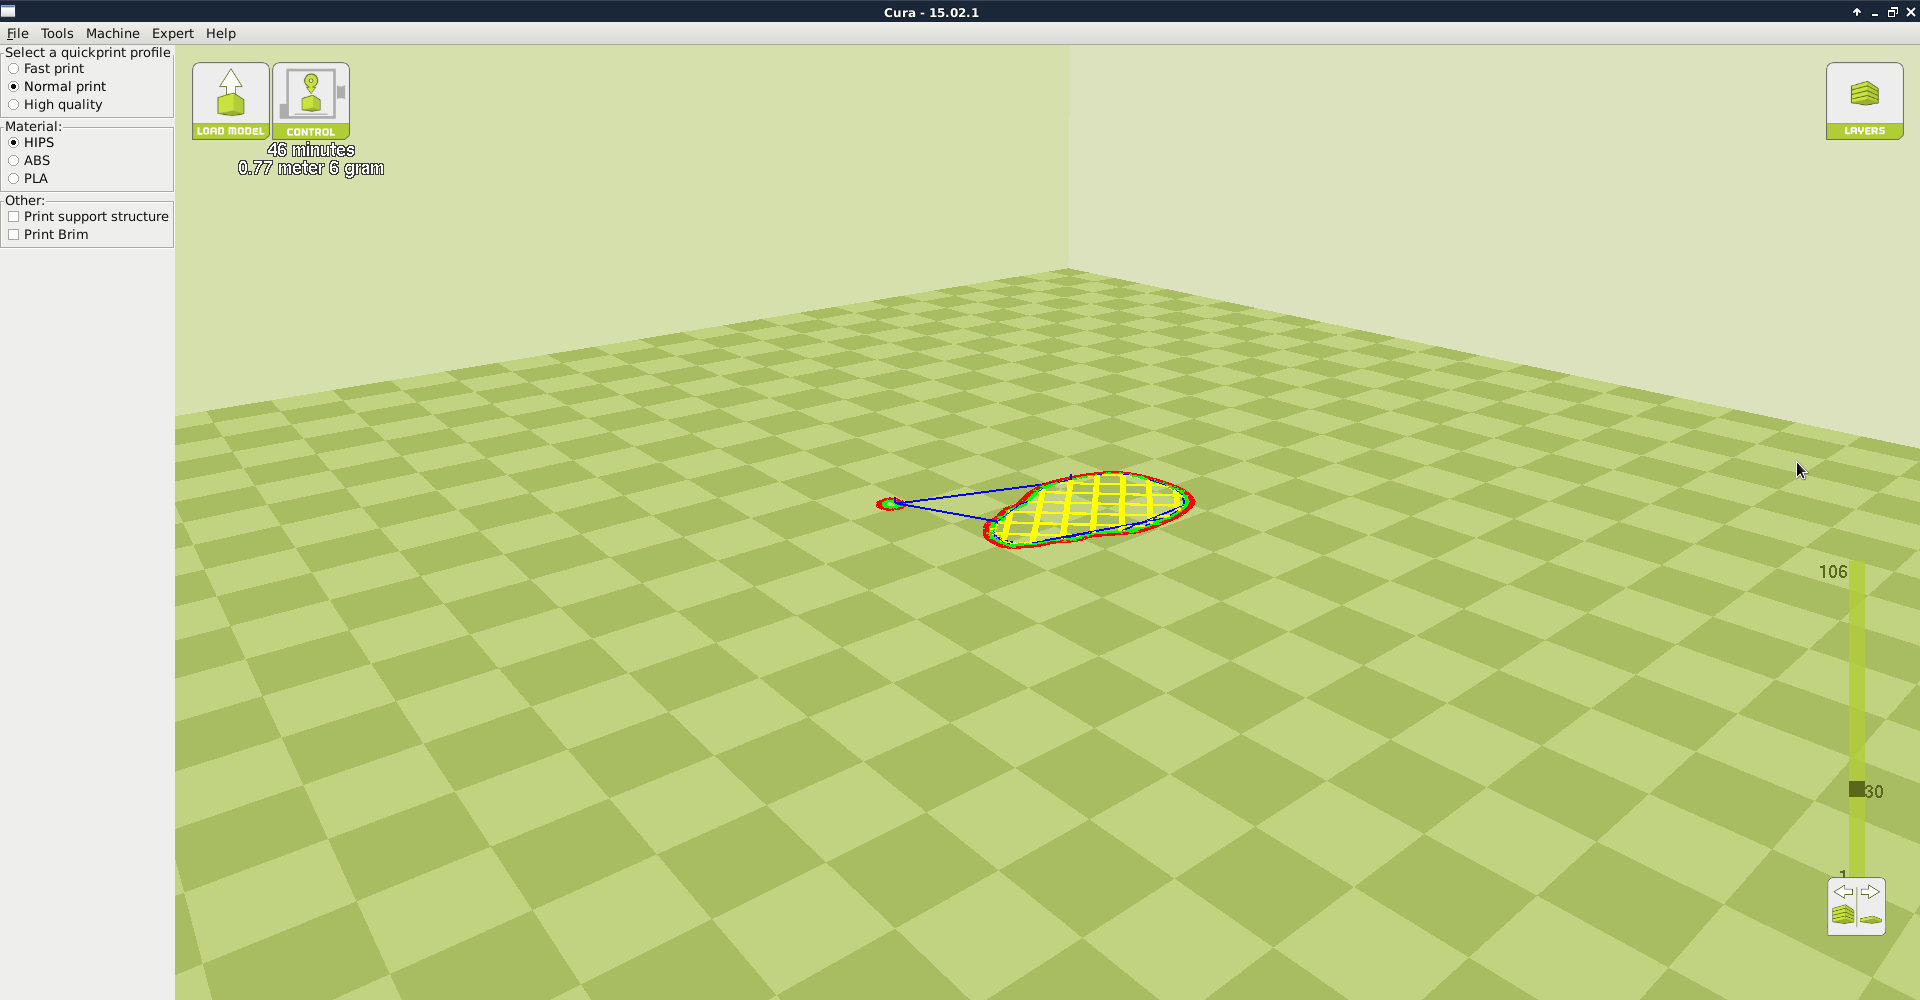 Cura - 15.02.1
File Tools Machine Expert Help
Select a quickprint profile
Fast print
Normal print
High quality
Material:
HIPS
ABS
PLA
Other:
Print support structure
Print Brim
LOAD MODEL
CONTROL
46 minutes
0.77 meter 6 gram
LAYERS
106
30
1